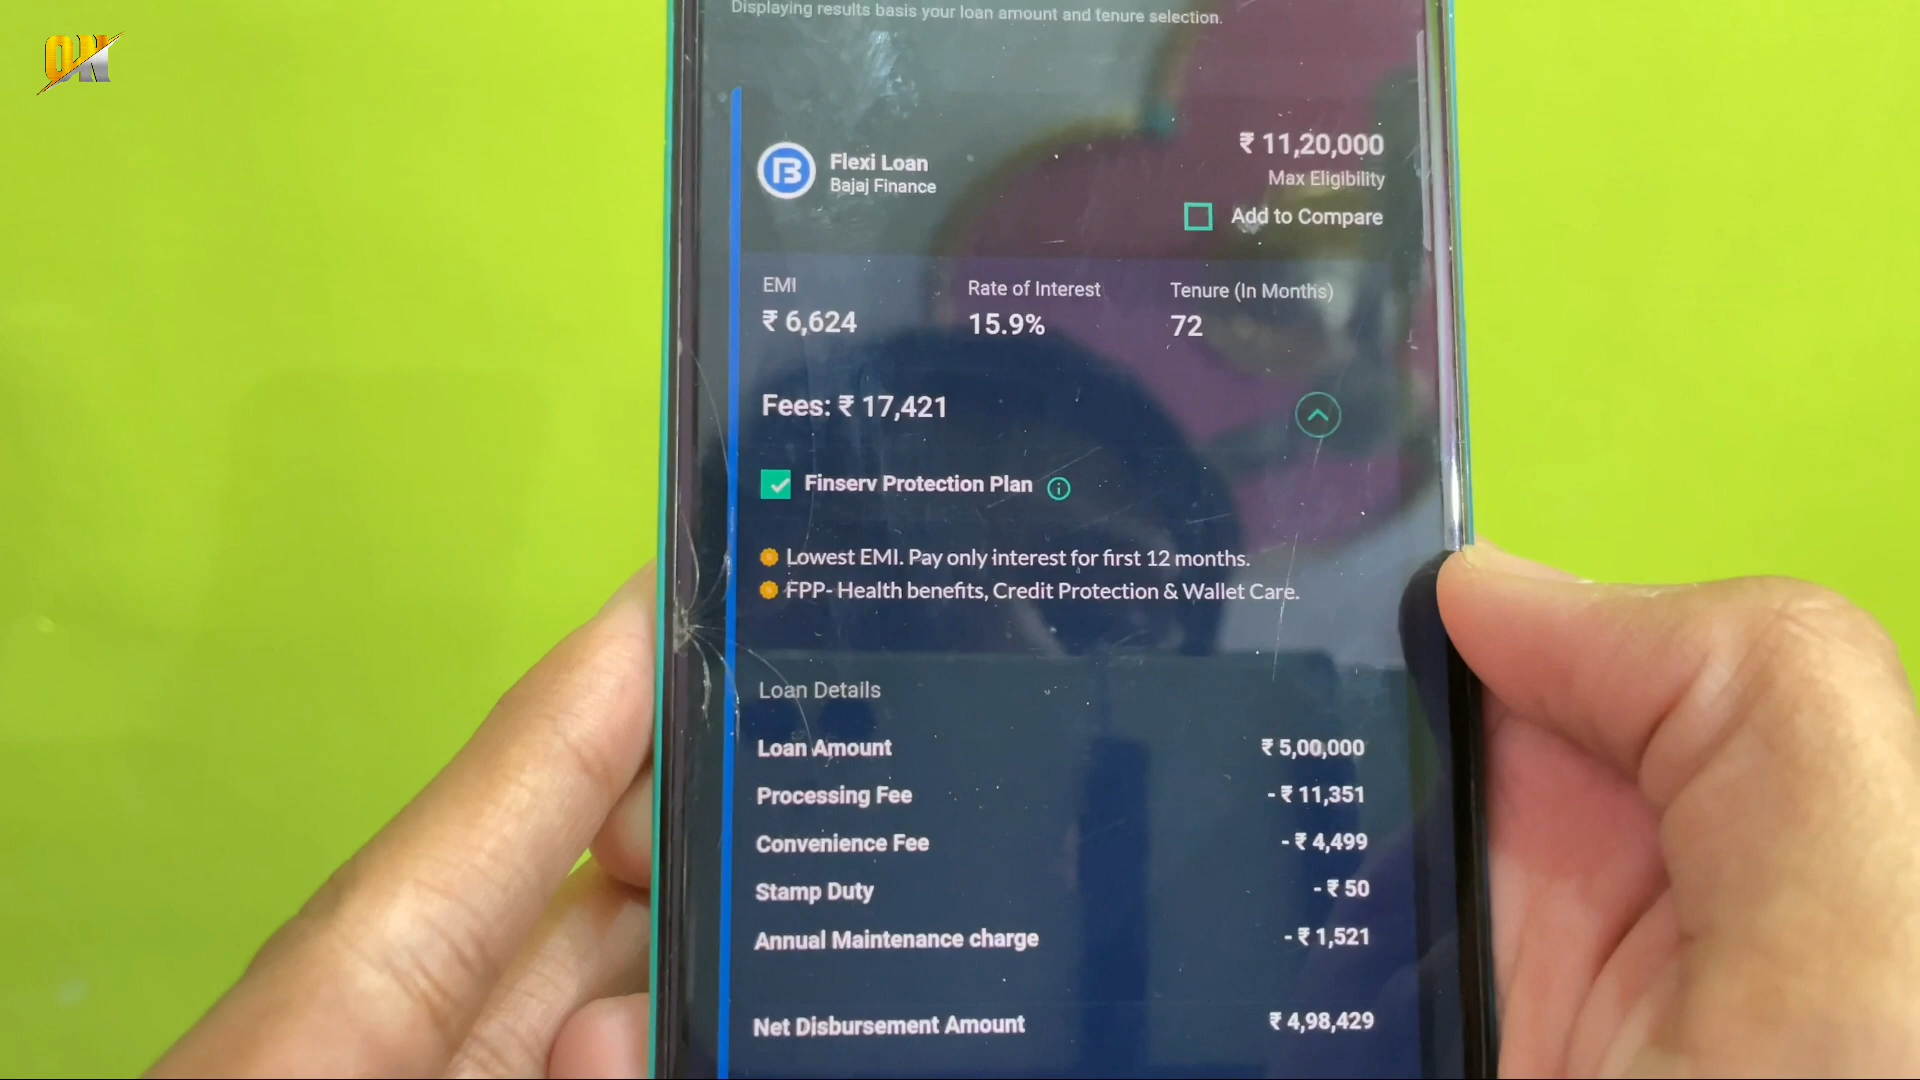 ON
Displaying results basis your loan amount and tenure selection.
Flexi Loan
Bajaj Finance
₹ 11,20,000
Max Eligibility
Add to Compare
EMI
Rate of Interest
Tenure (In Months)
₹ 6,624
15.9%
72
Fees: ₹ 17,421
Finserv Protection Plan
Lowest EMI. Pay only interest for first 12 months.
FPP- Health benefits, Credit Protection & Wallet Care.
Loan Details
Loan Amount ₹ 5,00,000
Processing Fee - ₹ 11,351
Convenience Fee - ₹ 4,499
Stamp Duty - ₹ 50
Annual Maintenance charge - ₹ 1,521
Net Disbursement Amount ₹ 4,98,429